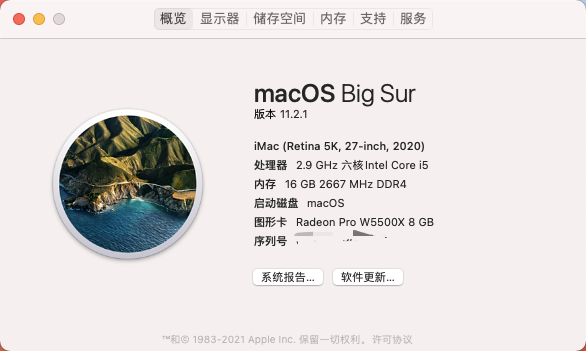 概览 显示器 储存空间 内存 支持 服务
macOS Big Sur
版本 11.2.1
iMac (Retina 5K, 27-inch, 2020)
处理器 2.9 GHz 六核Intel Core i5
内存 16 GB 2667 MHz DDR4
启动磁盘 macOS
图形卡 Radeon Pro W5500X 8 GB
序列号
系统报告... 软件更新...
™和© 1983-2021 Apple Inc. 保留一切权利。许可协议